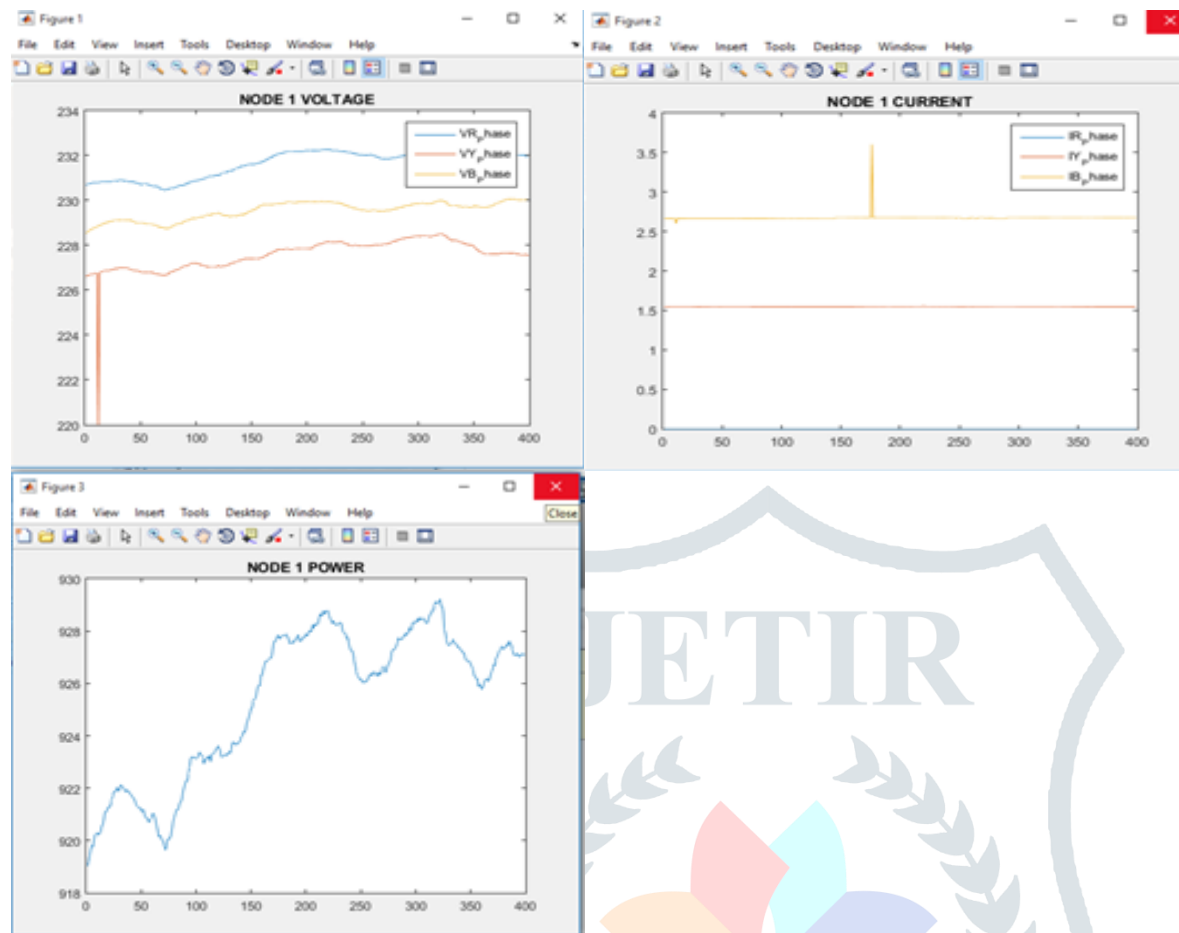 Figure 1
File Edit View Insert Tools Desktop Window Help
NODE 1 VOLTAGE
234
232
230
228
226
224
222
220
0 50 100 150 200 250 300 350 400
VR_phase
VY_phase
VB_phase
Figure 2
File Edit View Insert Tools Desktop Window Help
NODE 1 CURRENT
4
3.5
3
2.5
2
1.5
1
0.5
0
0 50 100 150 200 250 300 350 400
IR_phase
IY_phase
IB_phase
Figure 3
Close
File Edit View Insert Tools Desktop Window Help
NODE 1 POWER
930
928
926
924
922
920
918
0 50 100 150 200 250 300 350 400
JETIR